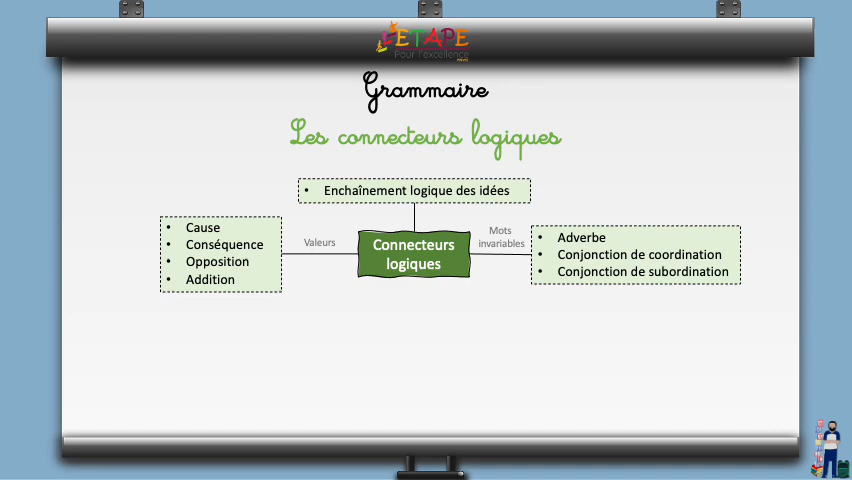 L'ETAPE
Pour l'excellence
Grammaire
Les connecteurs logiques
• Enchaînement logique des idées
• Cause
• Conséquence
• Opposition
• Addition
Valeurs
Connecteurs
logiques
Mots
invariables
• Adverbe
• Conjonction de coordination
• Conjonction de subordination